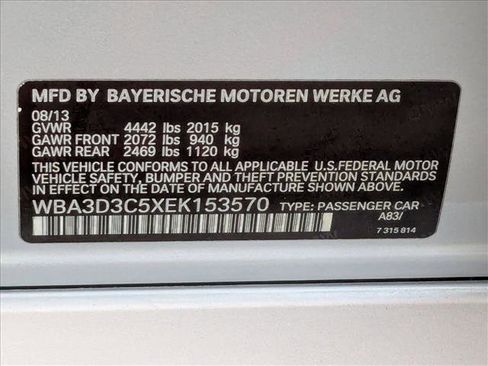 MFD BY BAYERISCHE MOTOREN WERKE AG
08/13
GVWR 4442 lbs 2015 kg
GAWR FRONT 2072 lbs 940 kg
GAWR REAR 2469 lbs 1120 kg
THIS VEHICLE CONFORMS TO ALL APPLICABLE U.S.FEDERAL MOTOR
VEHICLE SAFETY, BUMPER, AND THEFT PREVENTION STANDARDS
IN EFFECT ON THE DATE OF MANUFACTURE SHOWN ABOVE.
WBA3D3C5XEK153570 TYPE: PASSENGER CAR
A83/
7 315 814